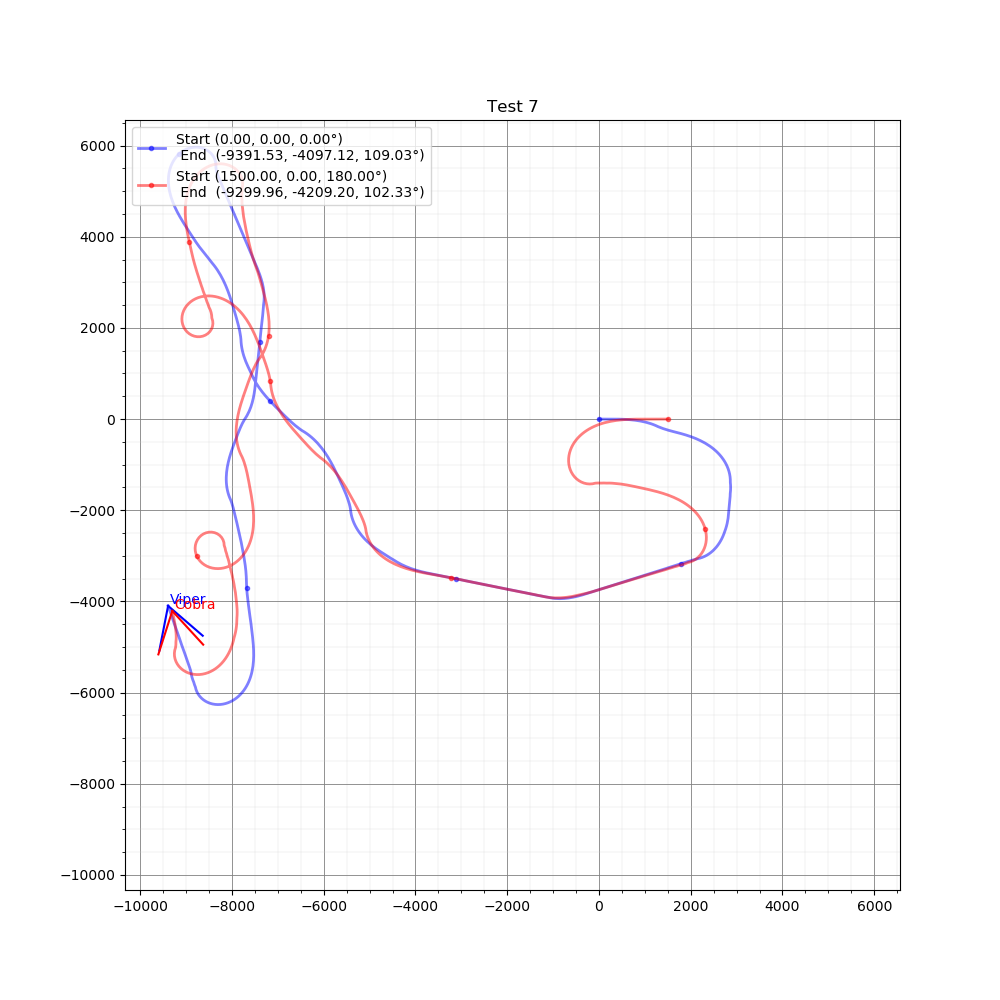 Test 7
Start (0.00, 0.00, 0.00°)
End (-9391.53, -4097.12, 109.03°)
Start (1500.00, 0.00, 180.00°)
End (-9299.96, -4209.20, 102.33°)
6000
4000
2000
0
−2000
−4000
−6000
−8000
−10000
Viper
Cobra
−10000 −8000 −6000 −4000 −2000 0 2000 4000 6000